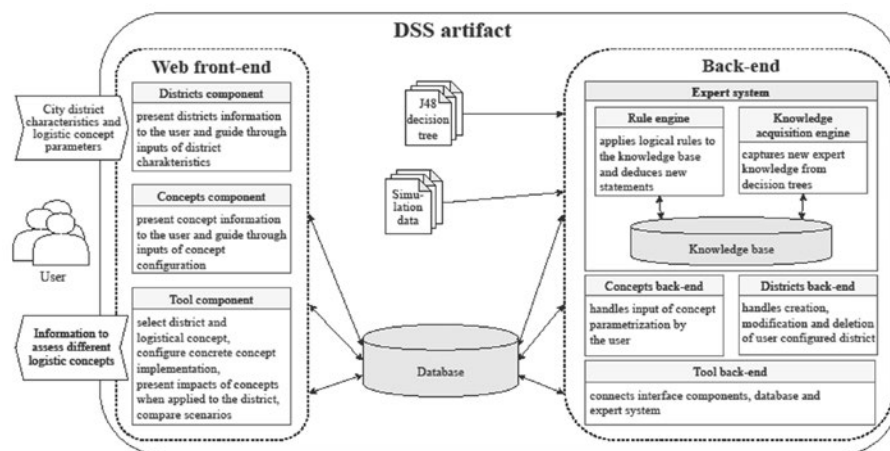 DSS artifact
Web front-end
Districts component
present districts information
to the user and guide through
inputs of district
charakteristics
Concepts component
present concept information
to the user and guide through
inputs of concept
configuration
Tool component
select district and
logistical concept,
configure concrete concept
implementation,
present impacts of concepts
when applied to the district,
compare scenarios
City district
characteristics and
logistic concept
parameters
User
Information to
assess different
logistic concepts
J48
decision
tree
Simu-
lation
data
Database
Back-end
Expert system
Rule engine
applies logical rules to
the knowledge base
and deduces new
statements
Knowledge
acquisition engine
captures new expert
knowledge from
decision trees
Knowledge base
Concepts back-end
handles input of concept
parametrization by
the user
Districts back-end
handles creation,
modification and deletion
of user configured district
Tool back-end
connects interface components, database and
expert system